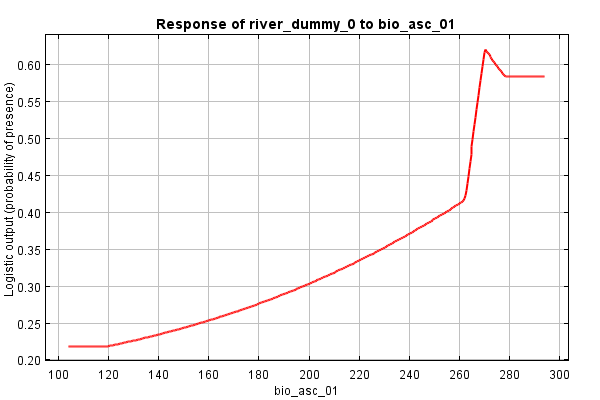 Response of river_dummy_0 to bio_asc_01
Logistic output (probability of presence)
0.60
0.55
0.50
0.45
0.40
0.35
0.30
0.25
0.20
100 120 140 160 180 200 220 240 260 280 300
bio_asc_01